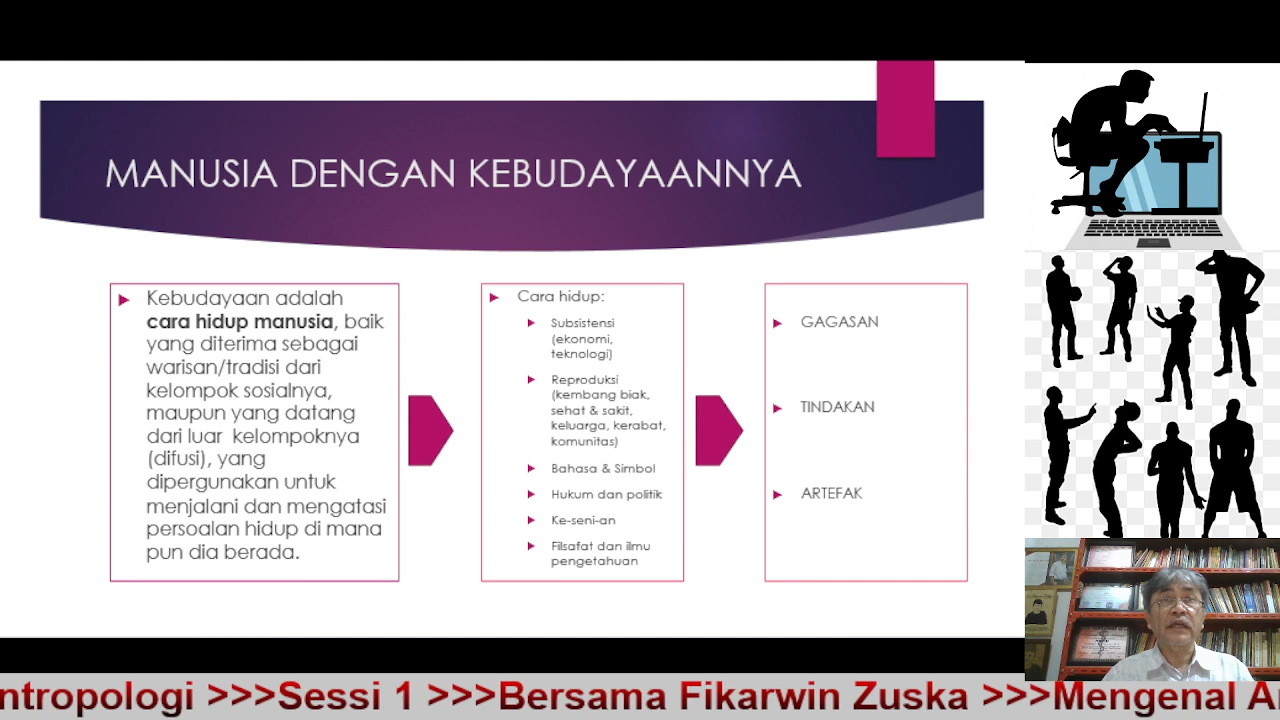 MANUSIA DENGAN KEBUDAYAANNYA
Kebudayaan adalah
cara hidup manusia, baik
yang diterima sebagai
warisan/tradisi dari
kelompok sosialnya,
maupun yang datang
dari luar kelompoknya
(difusi), yang
dipergunakan untuk
menjalani dan mengatasi
persoalan hidup di mana
pun dia berada.
Cara hidup:
Subsistensi
(ekonomi,
teknologi)
Reproduksi
(kembang biak,
sehat & sakit,
keluarga, kerabat,
komunitas)
Bahasa & Simbol
Hukum dan politik
Ke-seni-an
Filsafat dan ilmu
pengetahuan
GAGASAN
TINDAKAN
ARTEFAK
ntropologi >>>Sessi 1 >>>Bersama Fikarwin Zuska >>>Mengenal A